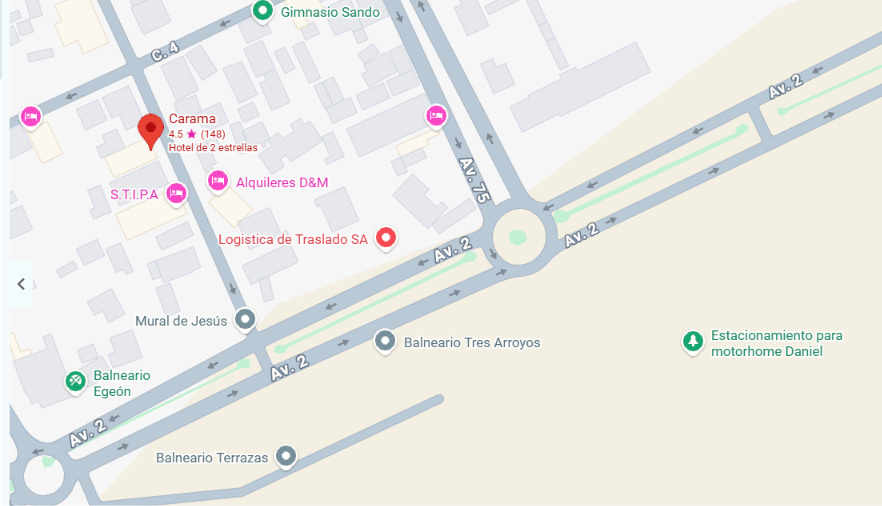 Gimnasio Sando
C. 4
Av. 2
Carama
4.5 ★ (148)
Hotel de 2 estrellas
Av. 75
Alquileres D&M
S.T.I.P.A
Logistica de Traslado SA
Av. 2
Av. 2
Mural de Jesús
Balneario Tres Arroyos
Estacionamiento para
motorhome Daniel
Av. 2
Balneario
Egeón
Av. 2
Balneario Terrazas